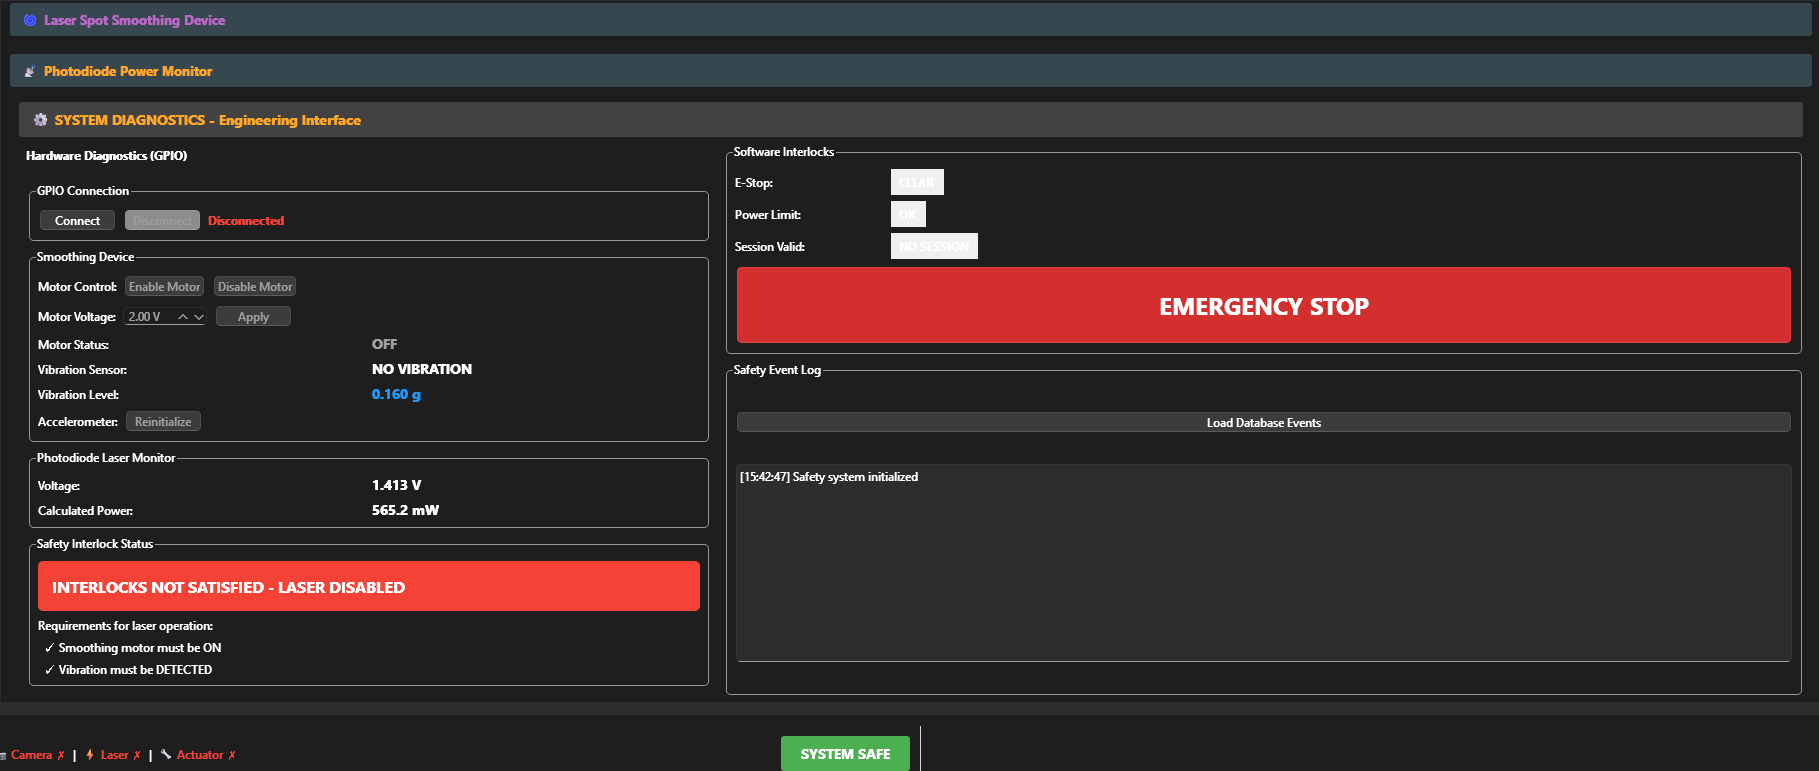 Laser Spot Smoothing Device
Photodiode Power Monitor
SYSTEM DIAGNOSTICS - Engineering Interface
Hardware Diagnostics (GPIO)
GPIO Connection
Connect Disconnect Disconnected
Smoothing Device
Motor Control: Enable Motor Disable Motor
Motor Voltage: 2.00 V Apply
Motor Status: OFF
Vibration Sensor: NO VIBRATION
Vibration Level: 0.160 g
Accelerometer: Reinitialize
Photodiode Laser Monitor
Voltage: 1.413 V
Calculated Power: 565.2 mW
Safety Interlock Status
INTERLOCKS NOT SATISFIED - LASER DISABLED
Requirements for laser operation:
✓ Smoothing motor must be ON
✓ Vibration must be DETECTED
Software Interlocks
E-Stop: CLEAR
Power Limit: OK
Session Valid: NO SESSION
EMERGENCY STOP
Safety Event Log
Load Database Events
[15:42:47] Safety system initialized
Camera ✗ | Laser ✗ | Actuator ✗
SYSTEM SAFE